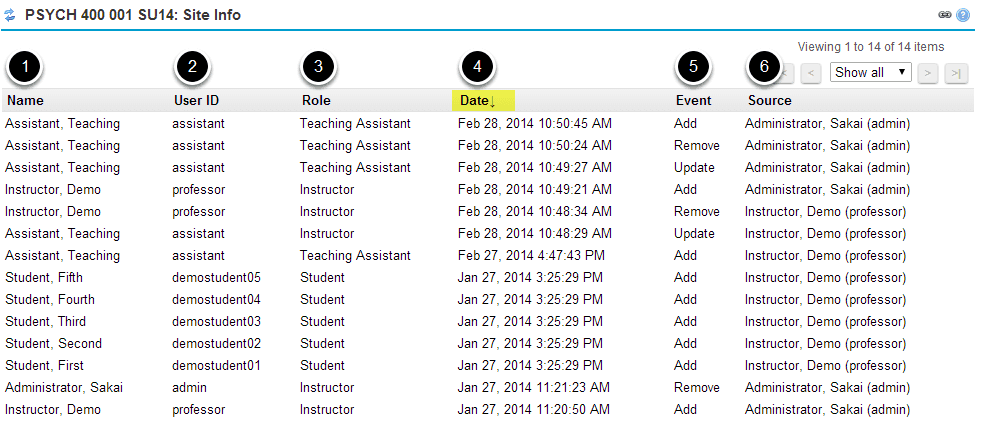 PSYCH 400 001 SU14: Site Info
Viewing 1 to 14 of 14 items
< Show all > >|
1 2 3 4 5 6
Name User ID Role Date↓ Event Source
Assistant, Teaching assistant Teaching Assistant Feb 28, 2014 10:50:45 AM Add Administrator, Sakai (admin)
Assistant, Teaching assistant Teaching Assistant Feb 28, 2014 10:50:24 AM Remove Administrator, Sakai (admin)
Assistant, Teaching assistant Teaching Assistant Feb 28, 2014 10:49:27 AM Update Administrator, Sakai (admin)
Instructor, Demo professor Instructor Feb 28, 2014 10:49:21 AM Add Administrator, Sakai (admin)
Instructor, Demo professor Instructor Feb 28, 2014 10:48:34 AM Remove Instructor, Demo (professor)
Assistant, Teaching assistant Instructor Feb 28, 2014 10:48:29 AM Update Instructor, Demo (professor)
Assistant, Teaching assistant Teaching Assistant Feb 27, 2014 4:47:43 PM Add Instructor, Demo (professor)
Student, Fifth demostudent05 Student Jan 27, 2014 3:25:29 PM Add Instructor, Demo (professor)
Student, Fourth demostudent04 Student Jan 27, 2014 3:25:29 PM Add Instructor, Demo (professor)
Student, Third demostudent03 Student Jan 27, 2014 3:25:29 PM Add Instructor, Demo (professor)
Student, Second demostudent02 Student Jan 27, 2014 3:25:29 PM Add Instructor, Demo (professor)
Student, First demostudent01 Student Jan 27, 2014 3:25:29 PM Add Instructor, Demo (professor)
Administrator, Sakai admin Instructor Jan 27, 2014 11:21:23 AM Remove Administrator, Sakai (admin)
Instructor, Demo professor Instructor Jan 27, 2014 11:20:50 AM Add Administrator, Sakai (admin)